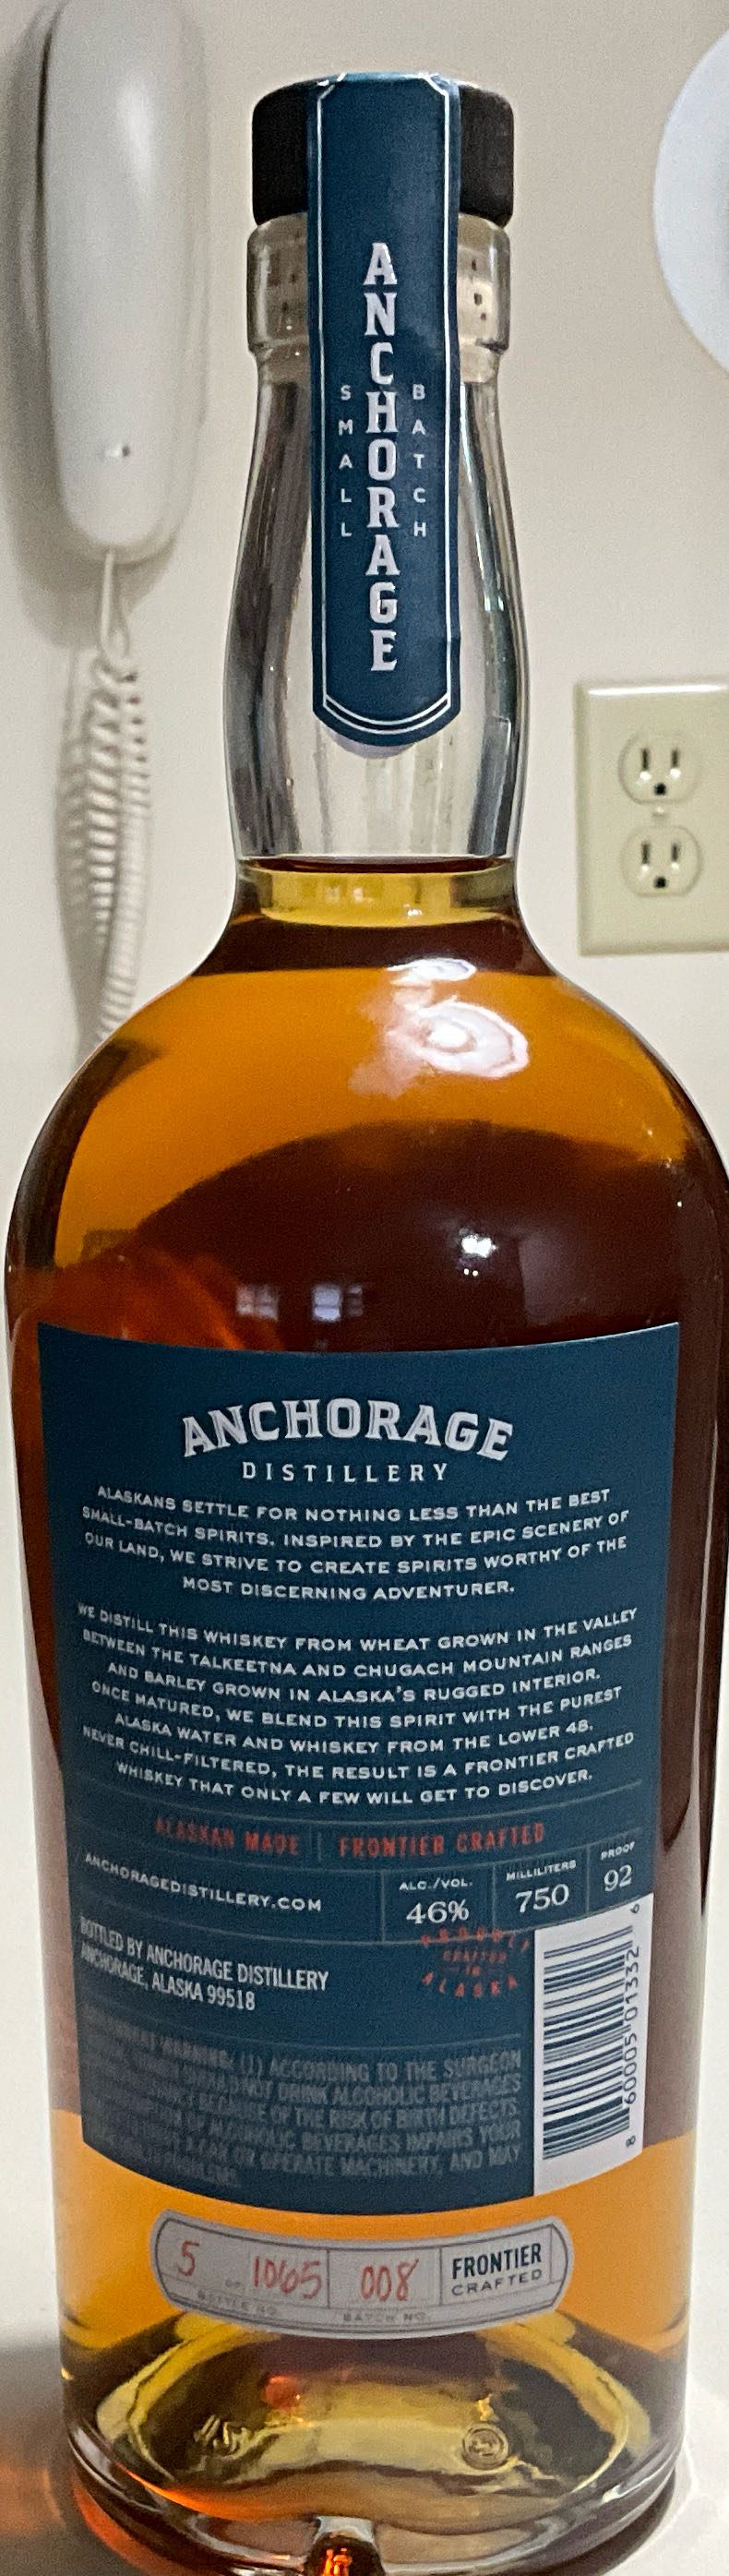 ANCHORAGE
SMALL BATCH
ANCHORAGE
DISTILLERY
ALASKANS SETTLE FOR NOTHING LESS THAN THE BEST
SMALL-BATCH SPIRITS. INSPIRED BY THE EPIC SCENERY OF
OUR LAND, WE STRIVE TO CREATE SPIRITS WORTHY OF THE
MOST DISCERNING ADVENTURER.
WE DISTILL THIS WHISKEY FROM WHEAT GROWN IN THE VALLEY
BETWEEN THE TALKEETNA AND CHUGACH MOUNTAIN RANGES
AND BARLEY GROWN IN ALASKA'S RUGGED INTERIOR.
ONCE MATURED, WE BLEND THIS SPIRIT WITH THE PUREST
ALASKA WATER AND WHISKEY FROM THE LOWER 48.
NEVER CHILL-FILTERED, THE RESULT IS A FRONTIER CRAFTED
WHISKEY THAT ONLY A FEW WILL GET TO DISCOVER.
ALASKAN MADE | FRONTIER CRAFTED
ANCHORAGEDISTILLERY.COM
ALC./VOL.
46%
MILLILITERS
750
PROOF
92
BOTTLED BY ANCHORAGE DISTILLERY
ANCHORAGE, ALASKA 99518
PROUDLY
CRAFTED
IN
ALASKA
WARNING: (1) ACCORDING TO THE SURGEON
NOT DRINK ALCOHOLIC BEVERAGES
BECAUSE OF THE RISK OF BIRTH DEFECTS.
OF ALCOHOLIC BEVERAGES IMPAIRS YOUR
A CAR OR OPERATE MACHINERY, AND MAY
8 60005 01332 6
5 OF 1065
BOTTLE NO.
008
BATCH NO.
FRONTIER
CRAFTED